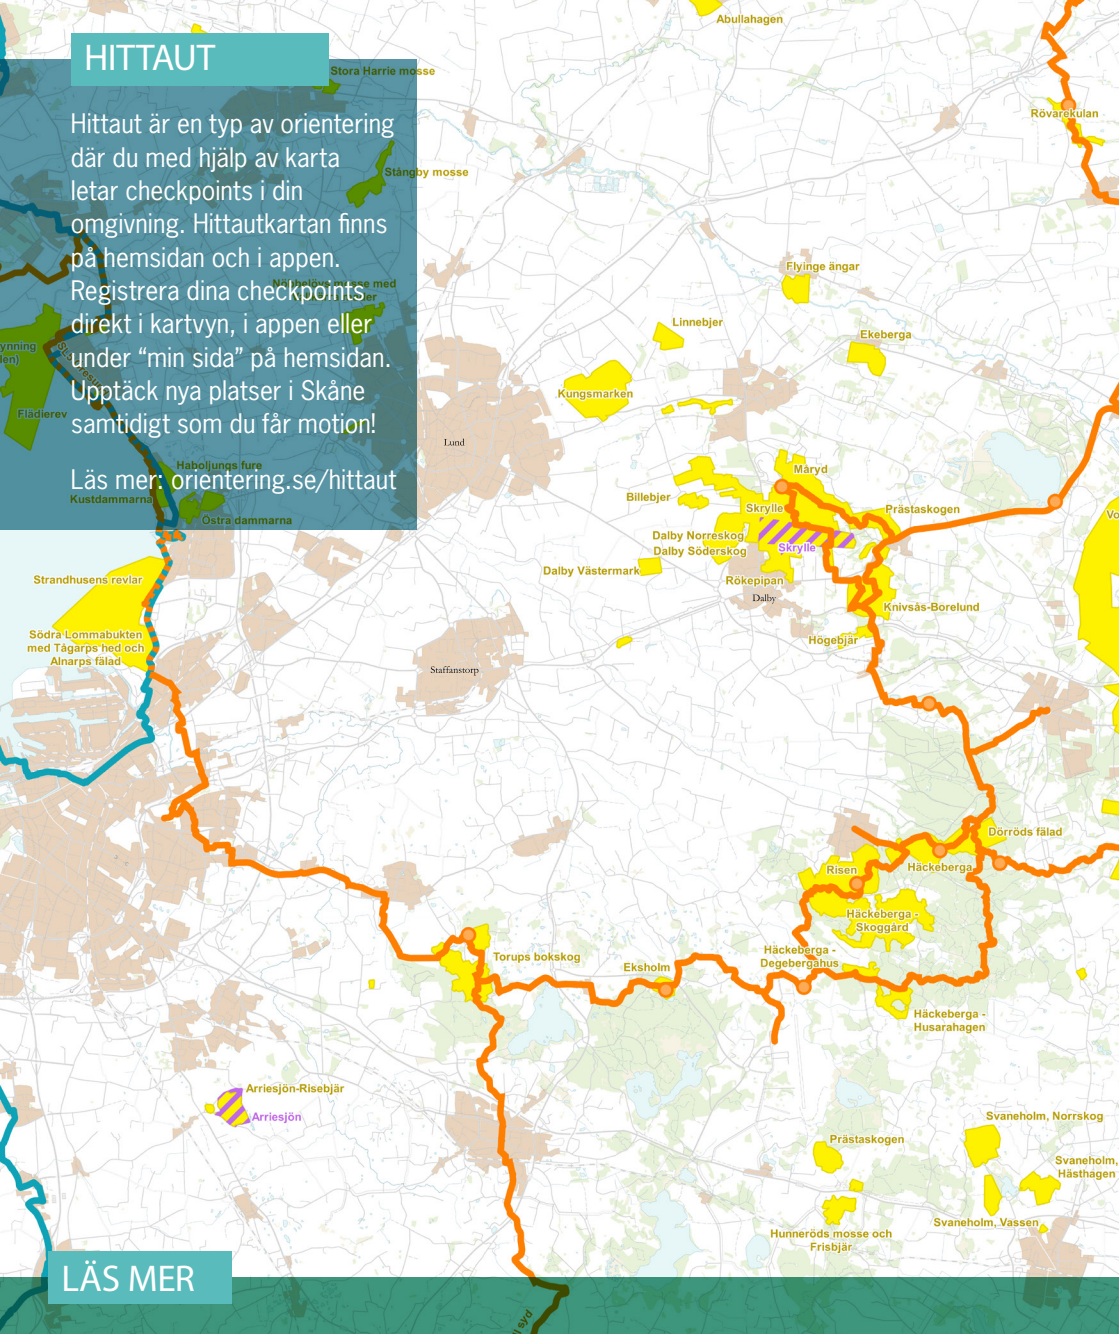 HITTAUT
Hittaut är en typ av orientering
där du med hjälp av karta
letar checkpoints i din
omgivning. Hittautkartan finns
på hemsidan och i appen.
Registrera dina checkpoints
direkt i kartvyn, i appen eller
under “min sida” på hemsidan.
Upptäck nya platser i Skåne
samtidigt som du får motion!
Läs mer: orientering.se/hittaut
Abullahagen
Stora Harrie mosse
Rövarekulan
Stångby mosse
Flyinge ängar
Linnebjer
Ekeberga
Kungsmarken
Flädierev
Lund
Haboljungs fure
Kustdammarna
Östra dammarna
Måryd
Billebjer
Skrylle
Prästaskogen
Dalby Norreskog
Dalby Söderskog
Skrylle
Dalby Västermark
Rökepipan
Dalby
Knivsås-Borelund
Högebjär
Strandhusens revlar
Södra Lommabukten
med Tågarps hed och
Alnarps fälad
Staffanstorp
Dörröds fälad
Risen
Häckeberga
Häckeberga -
Skoggård
Häckeberga -
Degebergahus
Torups bokskog
Eksholm
Häckeberga -
Husarahagen
Arriesjön-Risebjär
Arriesjön
Svaneholm, Norrskog
Prästaskogen
Svaneholm,
Hästhagen
Svaneholm, Vassen
Hunneröds mosse och
Frisbjär
LÄS MER
syd